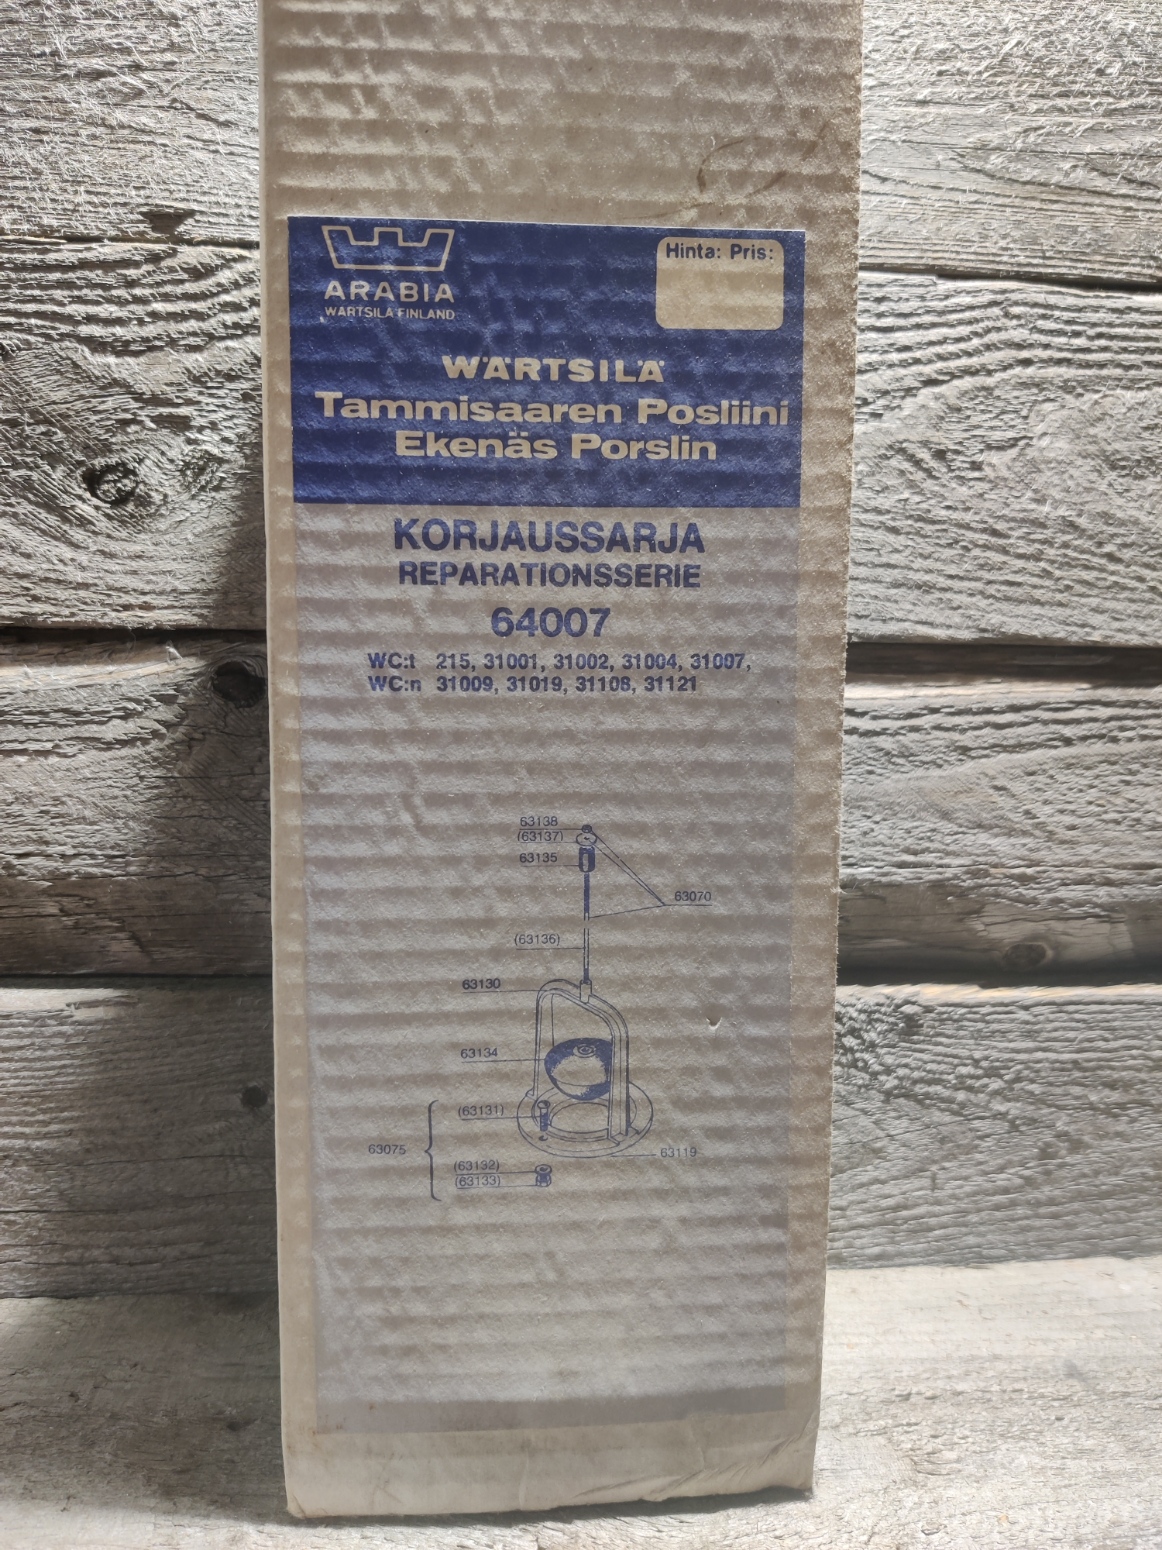 ARABIA
WÄRTSILÄ FINLAND
Hinta: Pris:
WÄRTSILÄ
Tammisaaren Posliini
Ekenäs Porslin
KORJAUSSARJA
REPARATIONSSERIE
64007
WC:t 215, 31001, 31002, 31004, 31007,
WC:n 31009, 31019, 31108, 31121
63138
(63137)
63135
63070
(63136)
63130
63134
(63131)
63075
63119
(63132)
(63133)